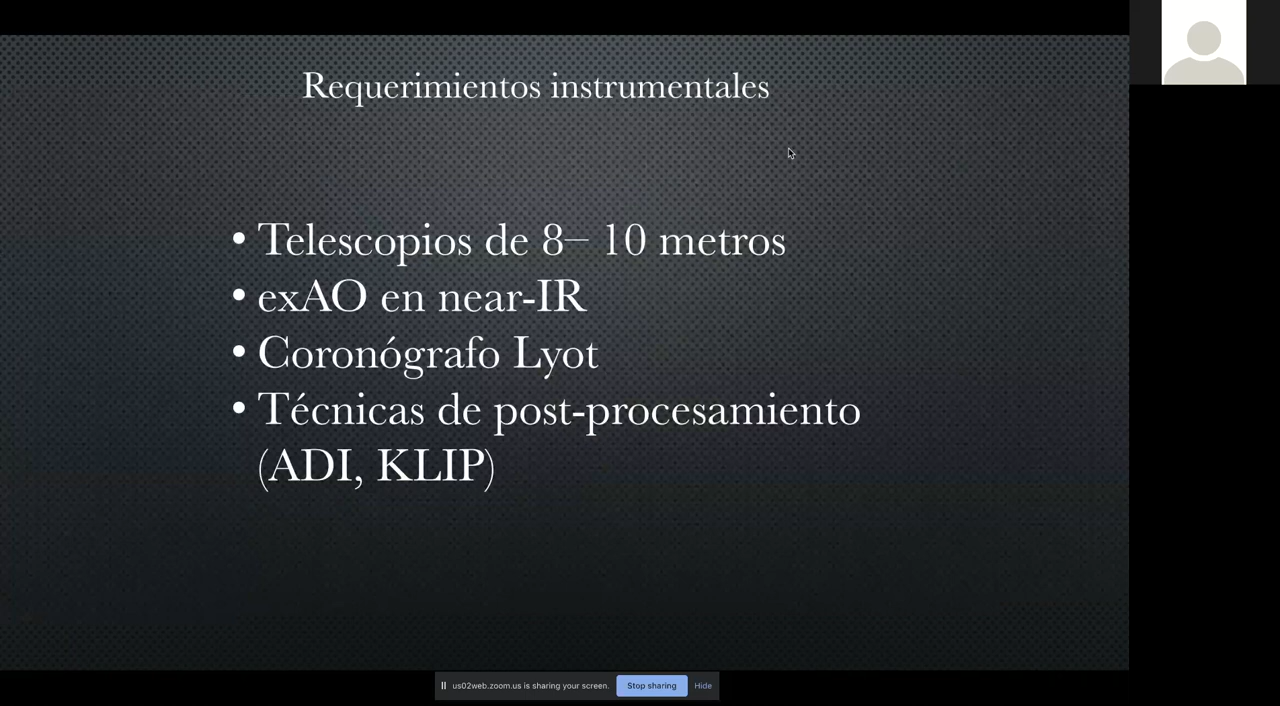 Requerimientos instrumentales
• Telescopios de 8– 10 metros
• exAO en near-IR
• Coronógrafo Lyot
• Técnicas de post-procesamiento
(ADI, KLIP)
us02web.zoom.us is sharing your screen. Stop sharing Hide